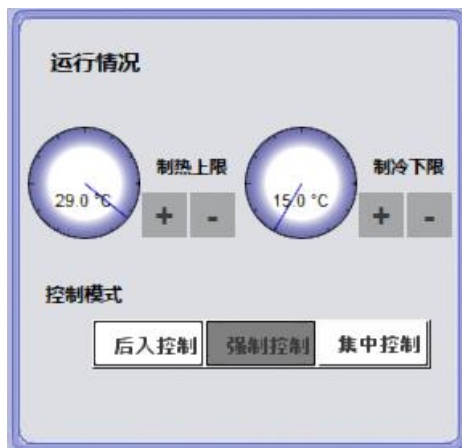 运行情况
制热上限
制冷下限
29.0 °C
+ -
15.0 °C
+ -
控制模式
后入控制 强制控制 集中控制